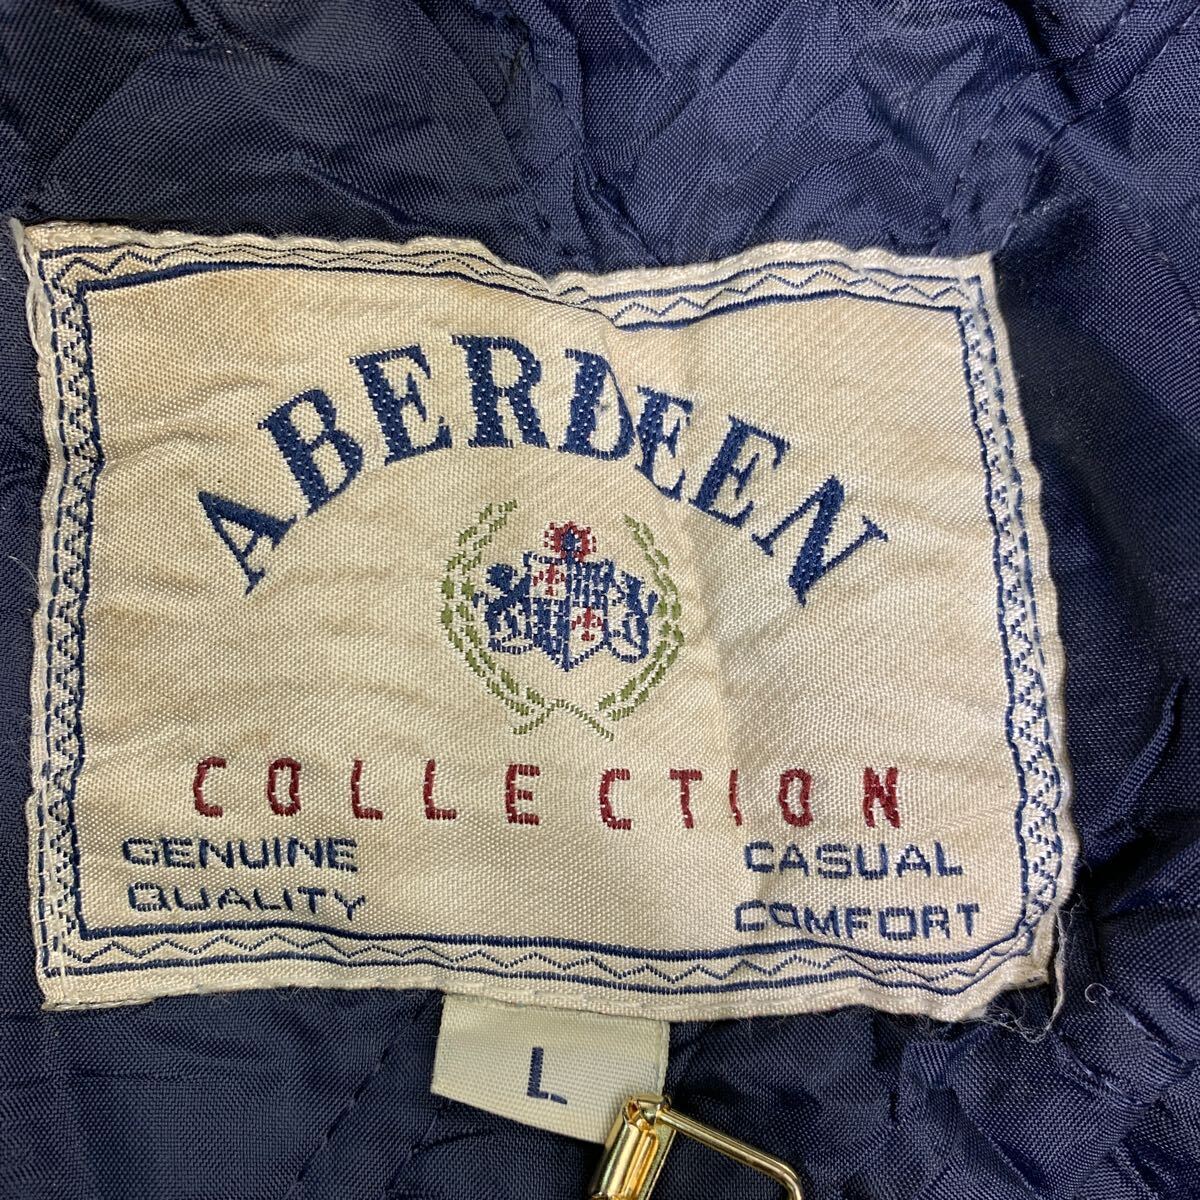 ABERDEEN
COLLECTION
GENUINE
QUALITY
CASUAL
COMFORT
L